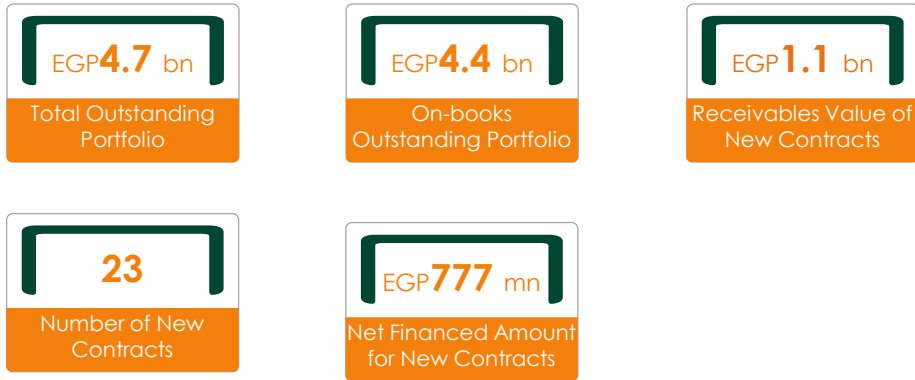 EGP4.7 bn
Total Outstanding
Portfolio
EGP4.4 bn
On-books
Outstanding Portfolio
EGP1.1 bn
Receivables Value of
New Contracts
23
Number of New
Contracts
EGP777 mn
Net Financed Amount
for New Contracts